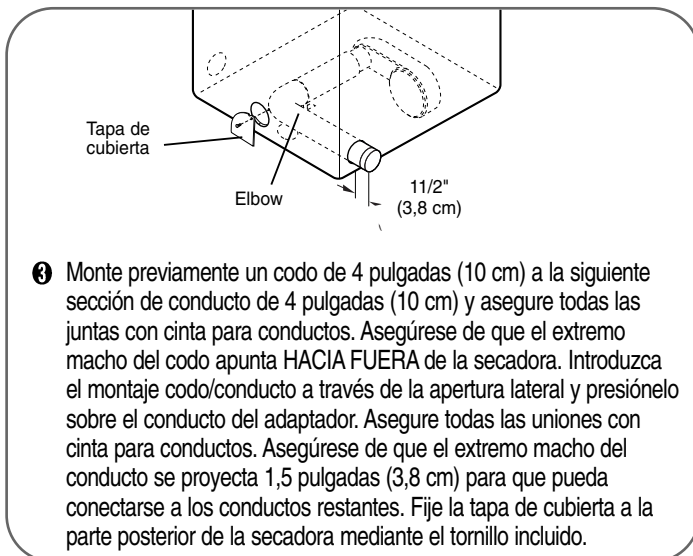 Tapa de
cubierta
Elbow
11/2"
(3,8 cm)
❸ Monte previamente un codo de 4 pulgadas (10 cm) a la siguiente
sección de conducto de 4 pulgadas (10 cm) y asegure todas las
juntas con cinta para conductos. Asegúrese de que el extremo
macho del codo apunta HACIA FUERA de la secadora. Introduzca
el montaje codo/conducto a través de la apertura lateral y presiónelo
sobre el conducto del adaptador. Asegure todas las uniones con
cinta para conductos. Asegúrese de que el extremo macho del
conducto se proyecta 1,5 pulgadas (3,8 cm) para que pueda
conectarse a los conductos restantes. Fije la tapa de cubierta a la
parte posterior de la secadora mediante el tornillo incluido.